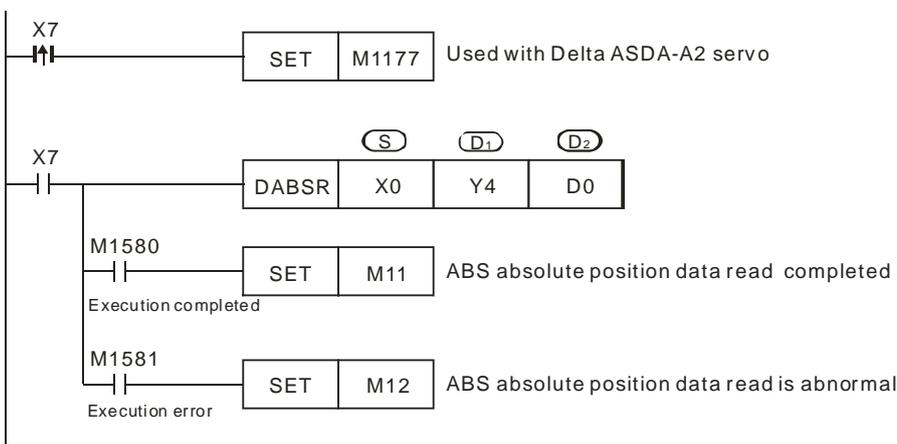 X7
SET M1177 Used with Delta ASDA-A2 servo
S D1 D2
X7
DABSR X0 Y4 D0
M1580
SET M11 ABS absolute position data read completed
Execution completed
M1581
SET M12 ABS absolute position data read is abnormal
Execution error